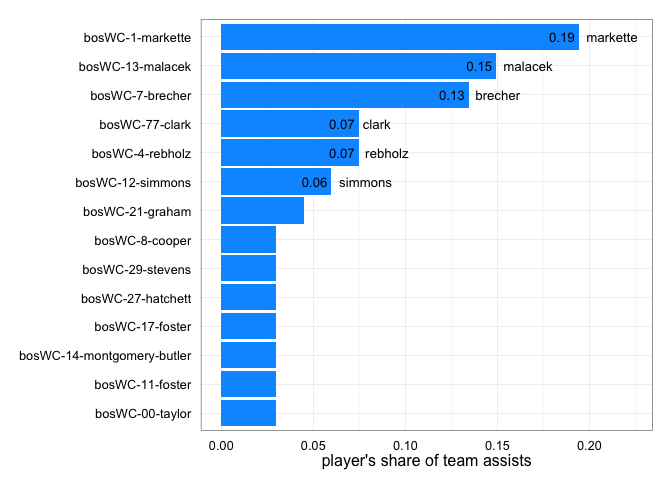 bosWC-1-markette 0.19 markette
bosWC-13-malacek 0.15 malacek
bosWC-7-brecher 0.13 brecher
bosWC-77-clark 0.07 clark
bosWC-4-rebholz 0.07 rebholz
bosWC-12-simmons 0.06 simmons
bosWC-21-graham
bosWC-8-cooper
bosWC-29-stevens
bosWC-27-hatchett
bosWC-17-foster
bosWC-14-montgomery-butler
bosWC-11-foster
bosWC-00-taylor
0.00 0.05 0.10 0.15 0.20
player's share of team assists